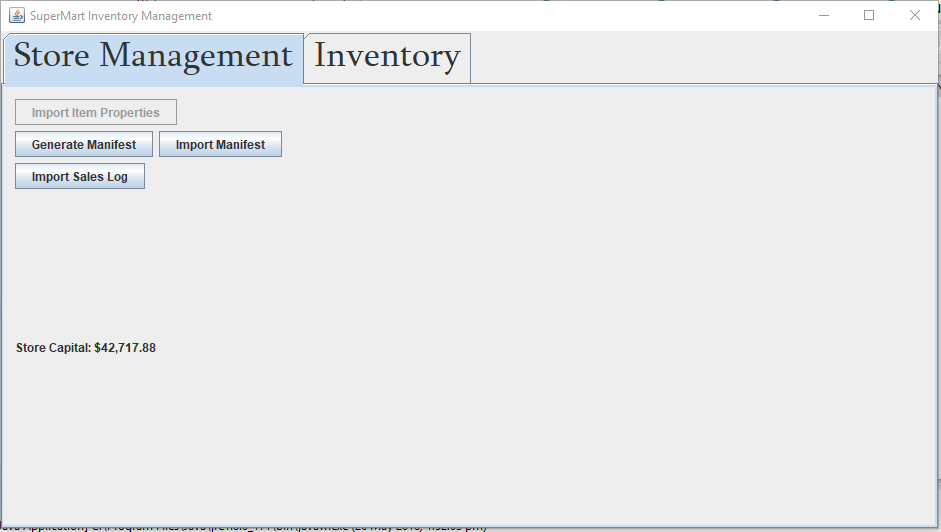 SuperMart Inventory Management
Store Management Inventory
Import Item Properties
Generate Manifest Import Manifest
Import Sales Log
Store Capital: $42,717.88